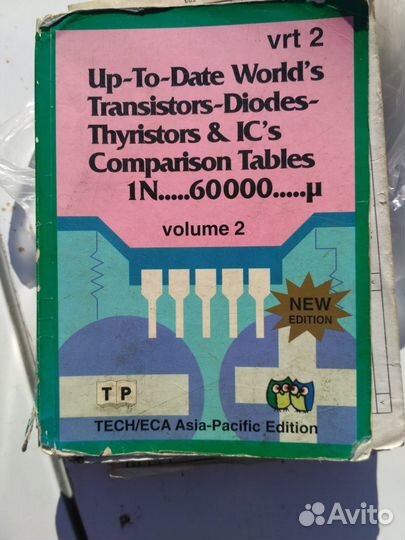 vrt 2
Up-To-Date World's
Transistors-Diodes-
Thyristors & IC's
Comparison Tables
1N.....60000.....µ
volume 2
NEW
EDITION
T P
TECH/ECA Asia-Pacific Edition
Avito